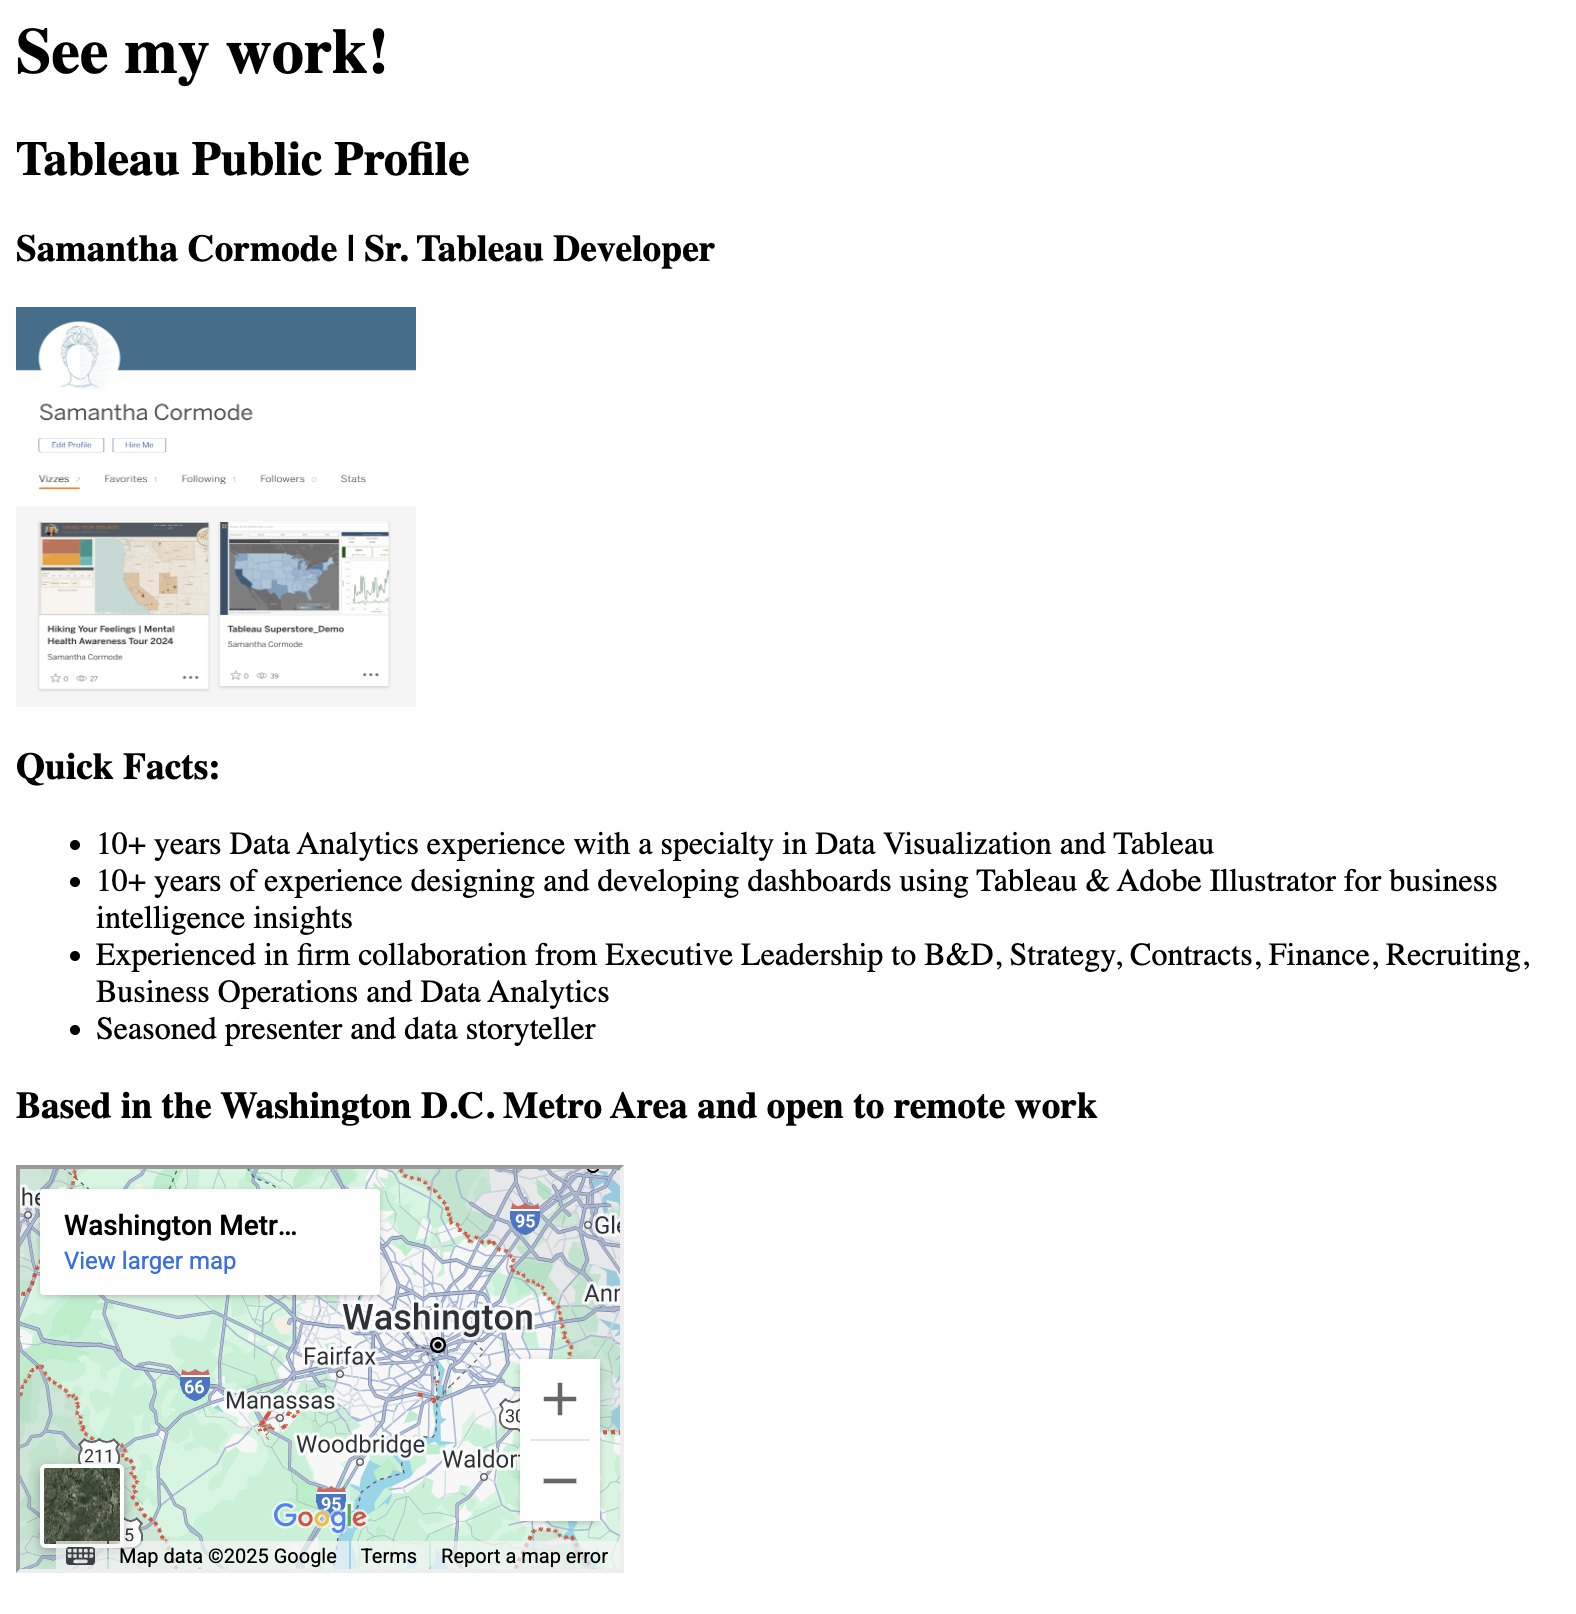 See my work!
Tableau Public Profile
Samantha Cormode | Sr. Tableau Developer
Samantha Cormode
Edit Profile Hire Me
Vizzes Favorites 1 Following 1 Followers 0 Stats
Hiking Your Feelings | Mental
Health Awareness Tour 2024
Samantha Cormode
0 27
Tableau Superstore_Demo
Samantha Cormode
0 39
Quick Facts:
• 10+ years Data Analytics experience with a specialty in Data Visualization and Tableau
• 10+ years of experience designing and developing dashboards using Tableau & Adobe Illustrator for business
intelligence insights
• Experienced in firm collaboration from Executive Leadership to B&D, Strategy, Contracts, Finance, Recruiting,
Business Operations and Data Analytics
• Seasoned presenter and data storyteller
Based in the Washington D.C. Metro Area and open to remote work
he
Washington Metr...
View larger map
95
Gle
Ann
Washington
Fairfax
66
Manassas
30
Woodbridge
Waldor
211
95
Google
5
Map data ©2025 Google Terms Report a map error